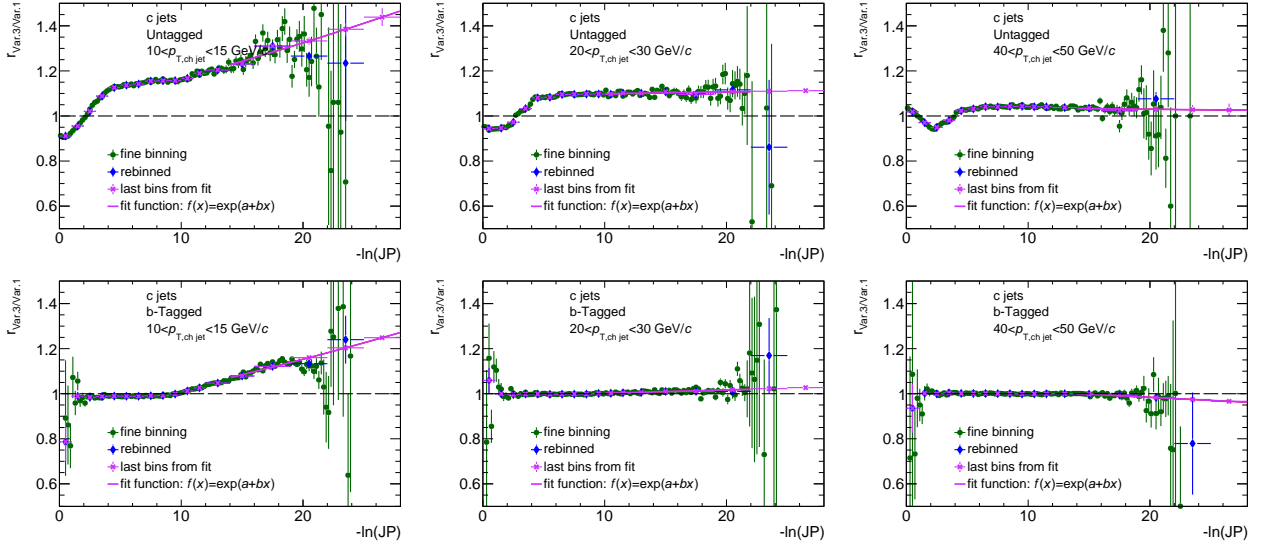 r_Var.3/Var.1
1.4
1.2
1
0.8
0.6
c jets
Untagged
10<p_T,ch jet<15 GeV/c
fine binning
rebinned
last bins from fit
fit function: f(x)=exp(a+bx)
0 10 20
-ln(JP)
r_Var.3/Var.1
1.4
1.2
1
0.8
0.6
c jets
Untagged
20<p_T,ch jet<30 GeV/c
fine binning
rebinned
last bins from fit
fit function: f(x)=exp(a+bx)
0 10 20
-ln(JP)
r_Var.3/Var.1
1.4
1.2
1
0.8
0.6
c jets
Untagged
40<p_T,ch jet<50 GeV/c
fine binning
rebinned
last bins from fit
fit function: f(x)=exp(a+bx)
0 10 20
-ln(JP)
r_Var.3/Var.1
1.4
1.2
1
0.8
0.6
c jets
b-Tagged
10<p_T,ch jet<15 GeV/c
fine binning
rebinned
last bins from fit
fit function: f(x)=exp(a+bx)
0 10 20
-ln(JP)
r_Var.3/Var.1
1.4
1.2
1
0.8
0.6
c jets
b-Tagged
20<p_T,ch jet<30 GeV/c
fine binning
rebinned
last bins from fit
fit function: f(x)=exp(a+bx)
0 10 20
-ln(JP)
r_Var.3/Var.1
1.4
1.2
1
0.8
0.6
c jets
b-Tagged
40<p_T,ch jet<50 GeV/c
fine binning
rebinned
last bins from fit
fit function: f(x)=exp(a+bx)
0 10 20
-ln(JP)